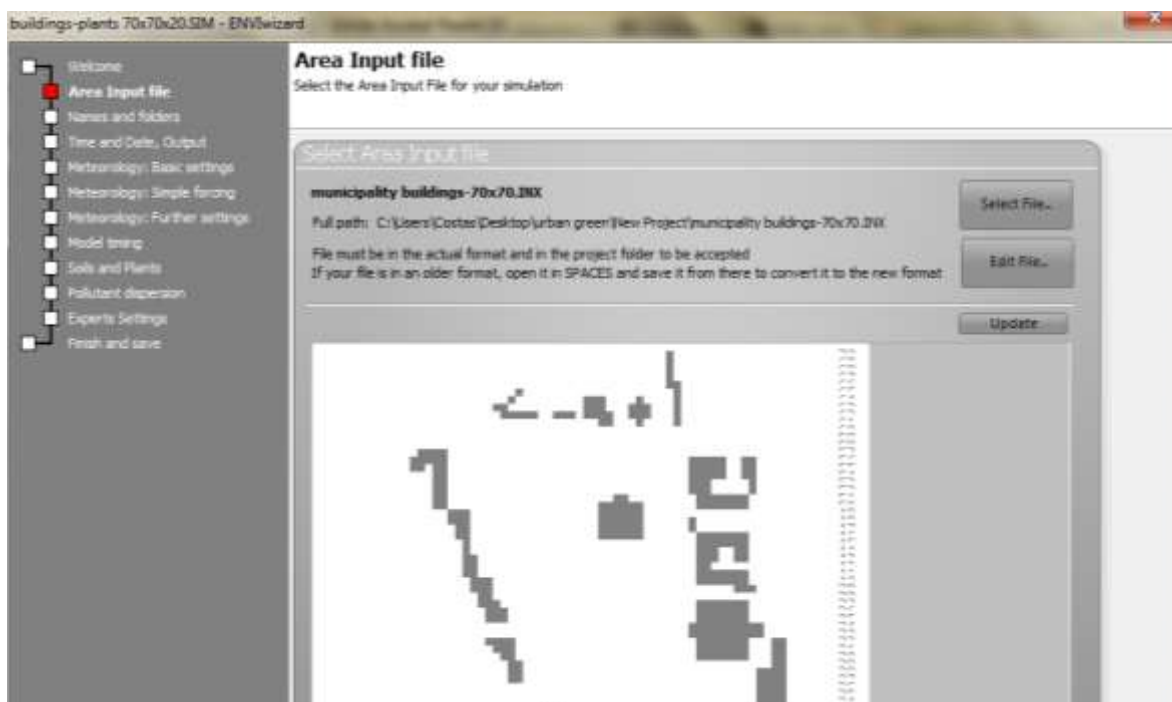 buildings-plants 70x70x20.SIM - ENVIwizard
Welcome
Area Input file
Names and folders
Time and Date, Output
Meteorology: Basic settings
Meteorology: Simple forcing
Meteorology: Further settings
Model timing
Soils and Plants
Pollutant dispersion
Experts Settings
Finish and save
Area Input file
Select the Area Input File for your simulation
Select Area Input file
municipality buildings-70x70.INX
Full path: C:\Users\Costas\Desktop\urban green\New Project\municipality buildings-70x70.INX
File must be in the actual format and in the project folder to be accepted
If your file is in an older format, open it in SPACES and save it from there to convert it to the new format
Select File...
Edit File...
Update